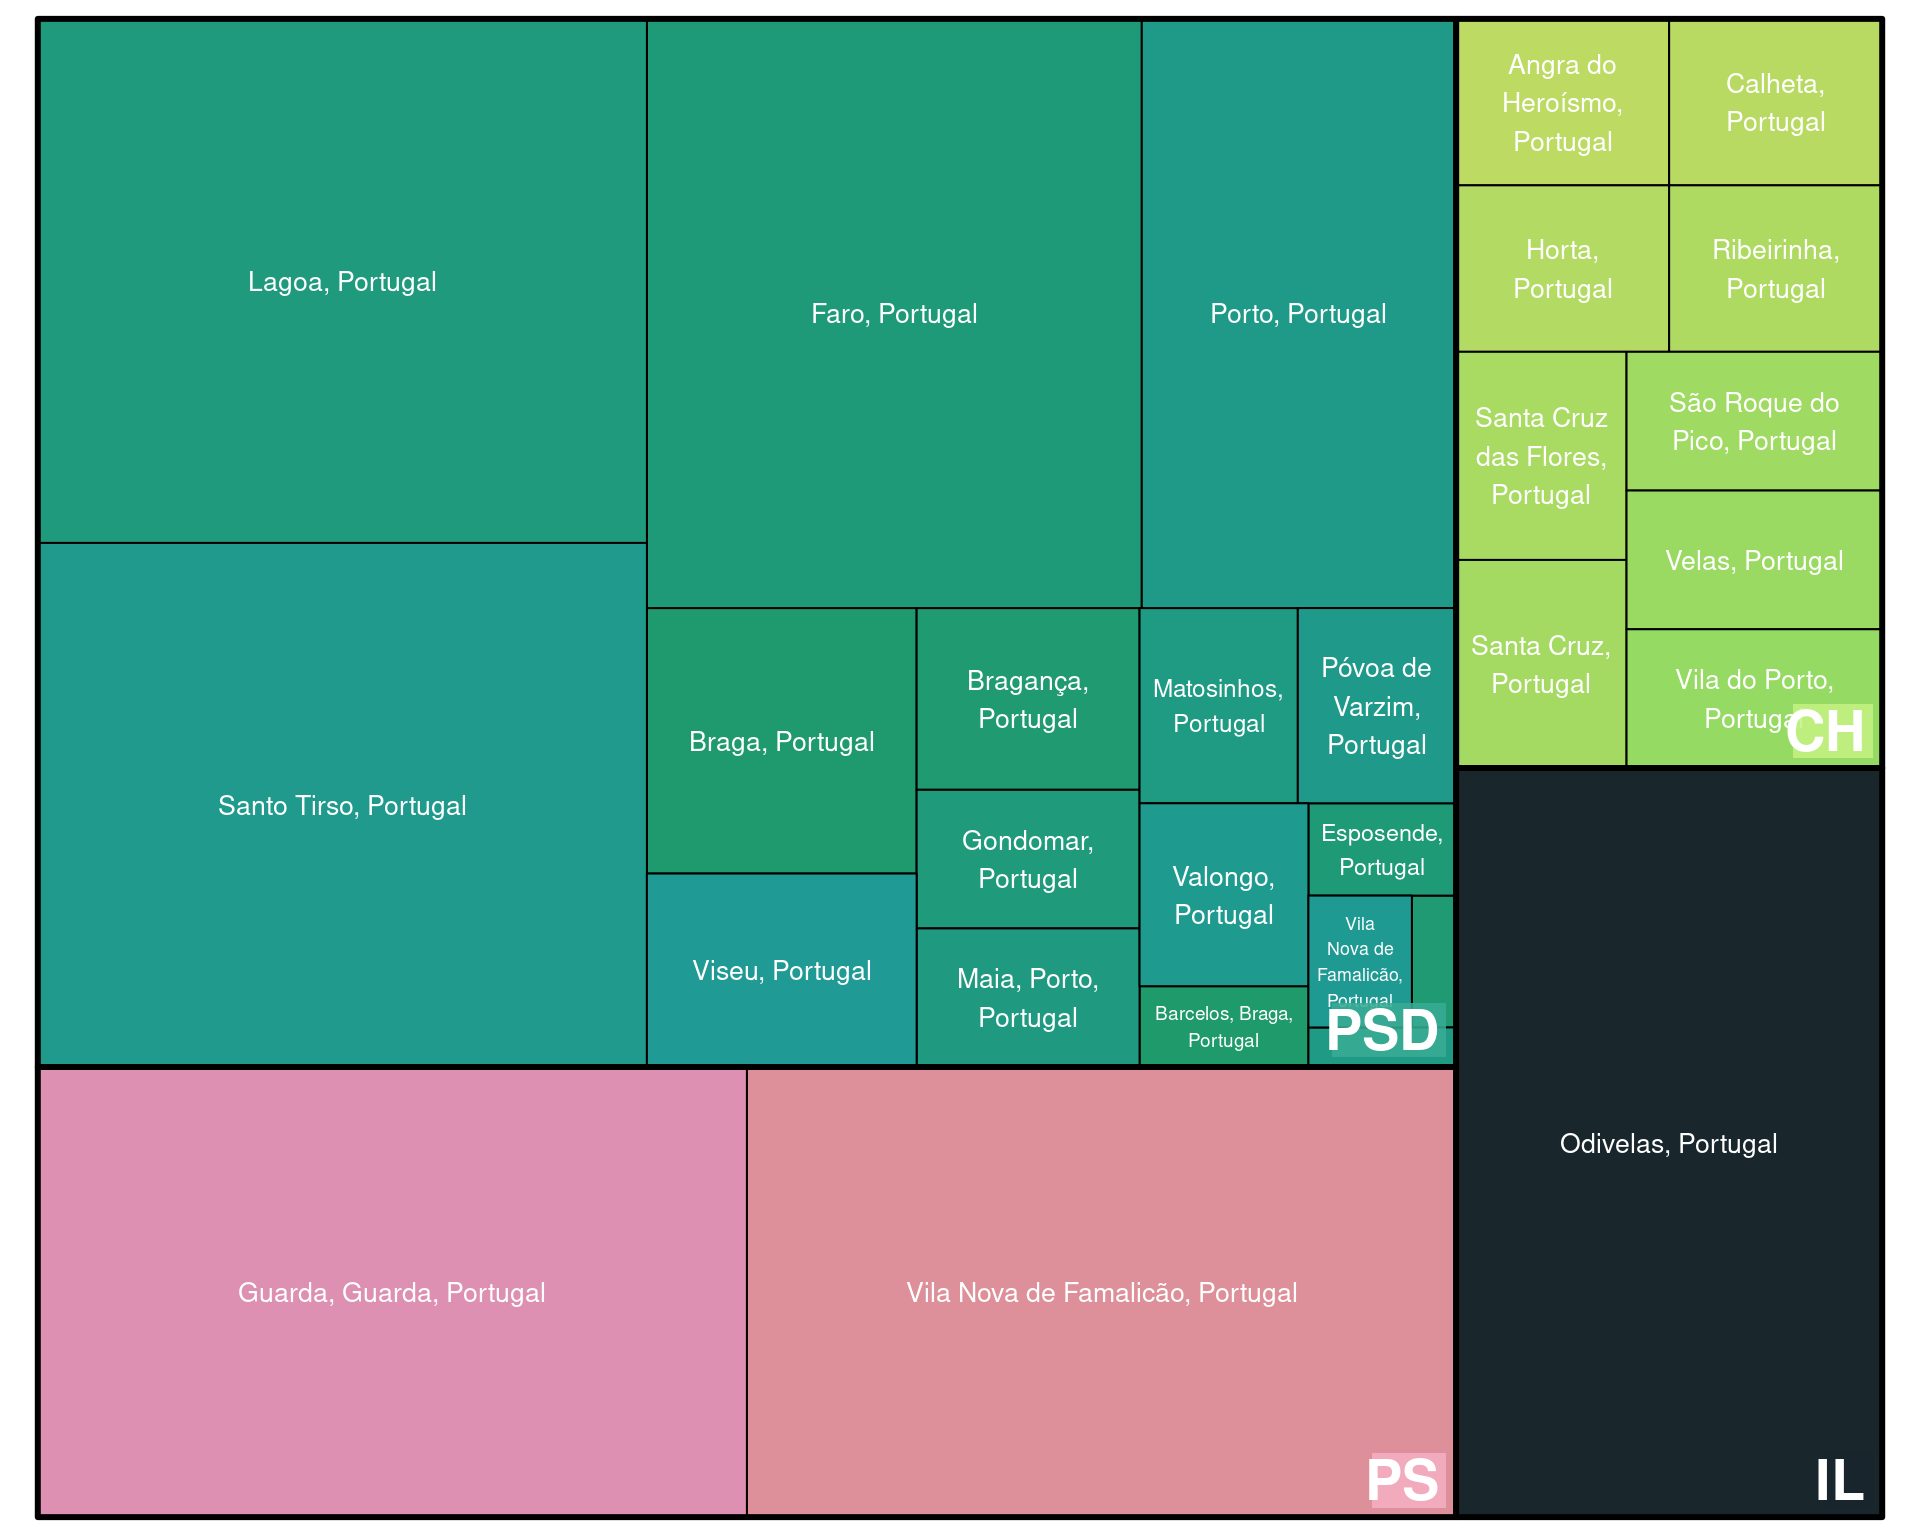 Lagoa, Portugal
Santo Tirso, Portugal
Faro, Portugal
Porto, Portugal
Braga, Portugal
Viseu, Portugal
Bragança,
Portugal
Gondomar,
Portugal
Maia, Porto,
Portugal
Matosinhos,
Portugal
Póvoa de
Varzim,
Portugal
Valongo,
Portugal
Esposende,
Portugal
Vila
Nova de
Famalicão,
Portugal
Barcelos, Braga,
Portugal
PSD
Guarda, Guarda, Portugal
Vila Nova de Famalicão, Portugal
PS
Angra do
Heroísmo,
Portugal
Calheta,
Portugal
Horta,
Portugal
Ribeirinha,
Portugal
Santa Cruz
das Flores,
Portugal
São Roque do
Pico, Portugal
Velas, Portugal
Santa Cruz,
Portugal
Vila do Porto,
Portugal
CH
Odivelas, Portugal
IL